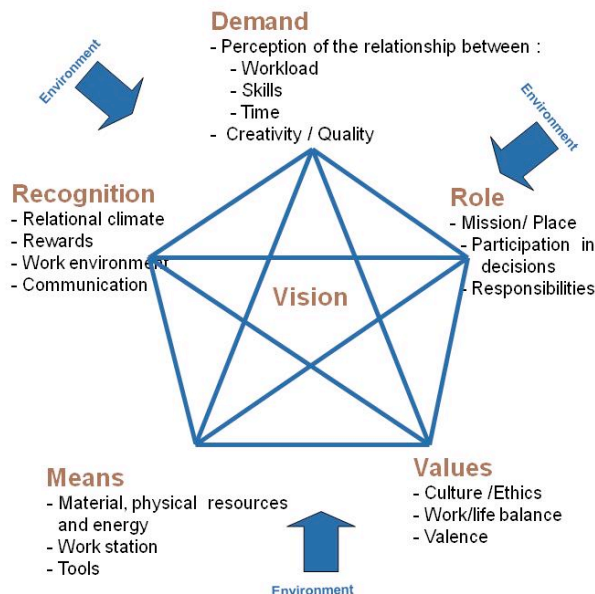 Demand
- Perception of the relationship between :
- Workload
- Skills
- Time
- Creativity / Quality
Environment
Environment
Recognition
- Relational climate
- Rewards
- Work environment
- Communication
Role
- Mission/ Place
- Participation in
decisions
- Responsibilities
Vision
Means
- Material, physical resources
and energy
- Work station
- Tools
Values
- Culture /Ethics
- Work/life balance
- Valence
Environment